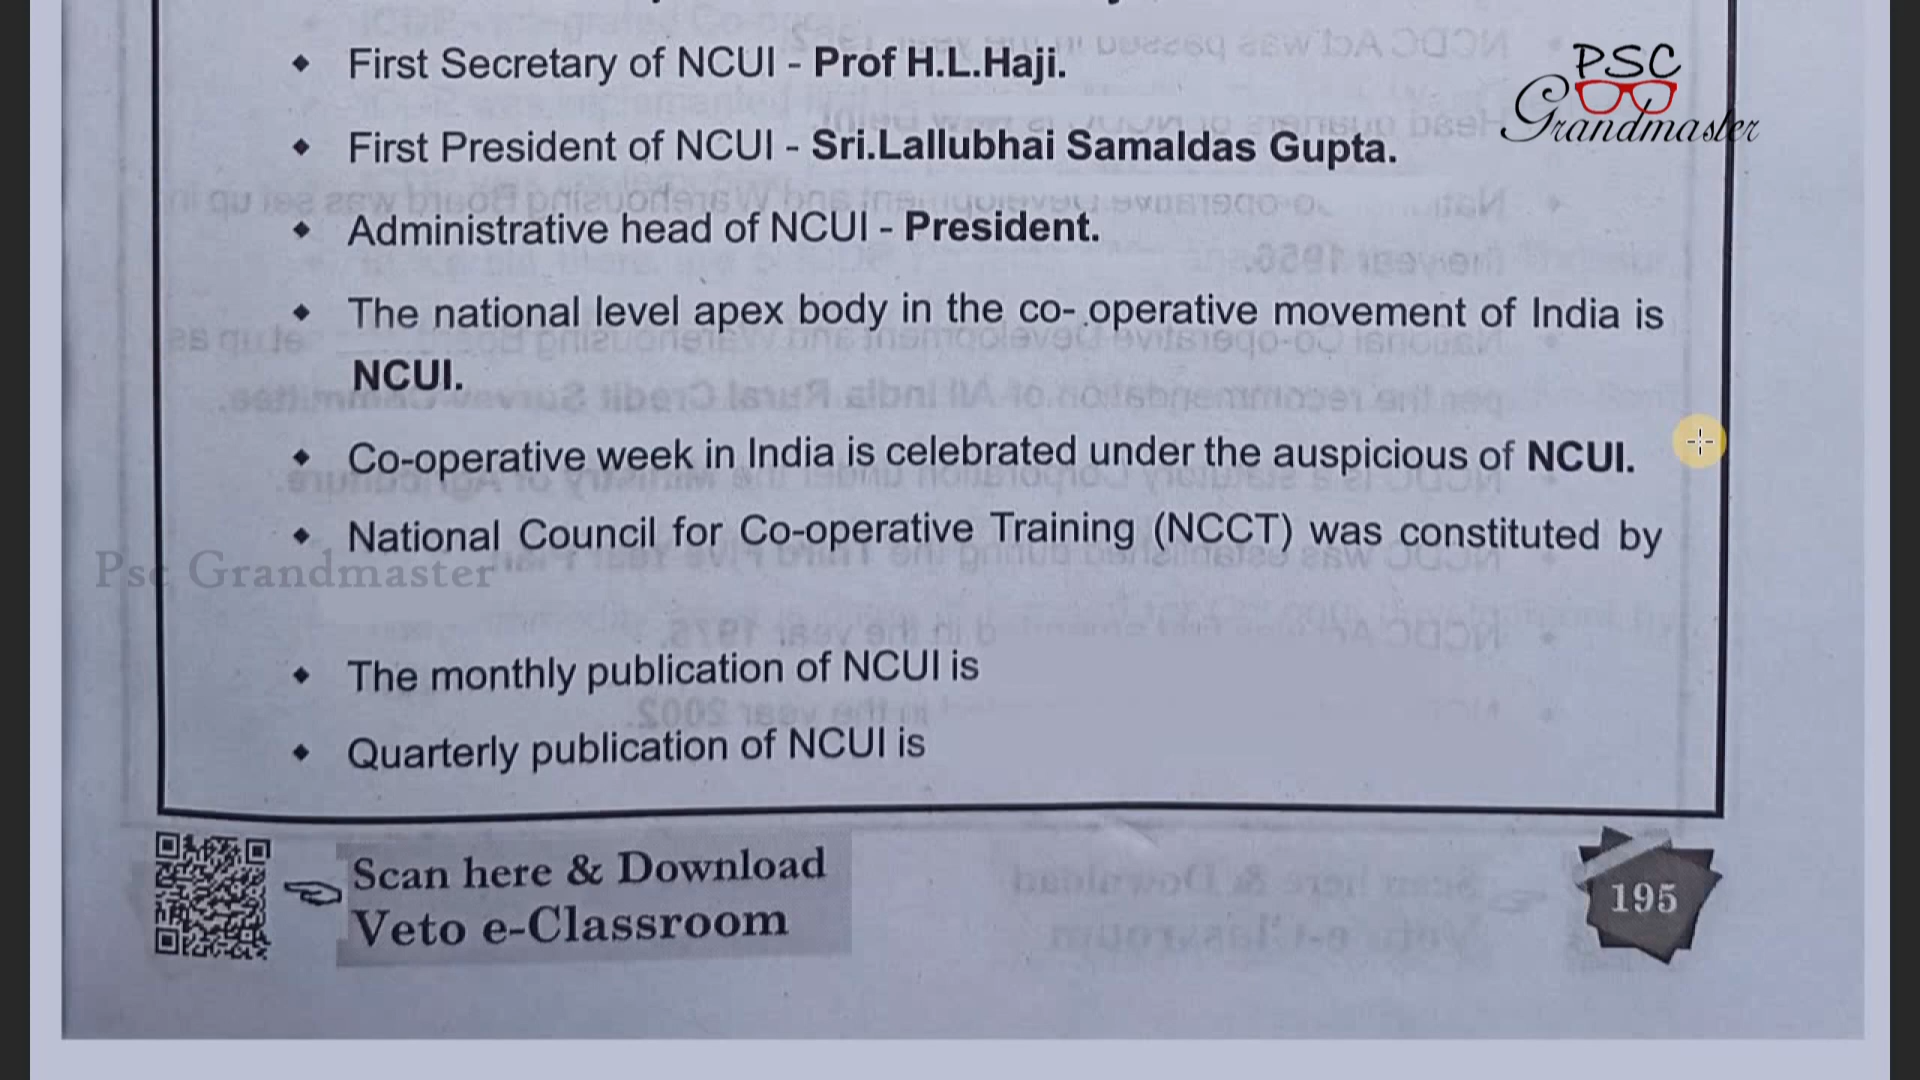 First Secretary of NCUI - Prof H.L.Haji.
PSC
Grandmaster
First President of NCUI - Sri.Lallubhai Samaldas Gupta.
Administrative head of NCUI - President.
The national level apex body in the co- operative movement of India is
NCUI.
Co-operative week in India is celebrated under the auspicious of NCUI.
National Council for Co-operative Training (NCCT) was constituted by
Psc Grandmaster
The monthly publication of NCUI is
Quarterly publication of NCUI is
Scan here & Download
Veto e-Classroom
195